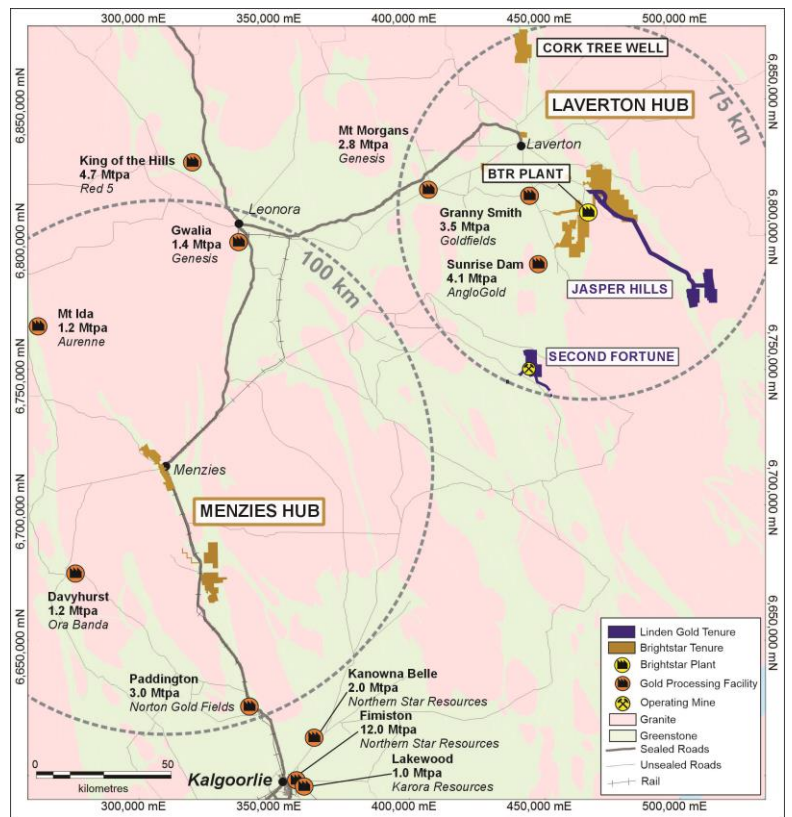 300,000 mE
350,000 mE
400,000 mE
450,000 mE
500,000 mE
6,850,000 mN
6,800,000 mN
6,750,000 mN
6,700,000 mN
6,650,000 mN
CORK TREE WELL
LAVERTON HUB
75 km
Mt Morgans
2.8 Mtpa
Genesis
Laverton
King of the Hills
4.7 Mtpa
Red 5
BTR PLANT
Leonora
Granny Smith
3.5 Mtpa
Goldfields
Gwalia
1.4 Mtpa
Genesis
100 km
Sunrise Dam
4.1 Mtpa
AngloGold
JASPER HILLS
Mt Ida
1.2 Mtpa
Aurenne
SECOND FORTUNE
Menzies
MENZIES HUB
Davyhurst
1.2 Mtpa
Ora Banda
Paddington
3.0 Mtpa
Norton Gold Fields
Kanowna Belle
2.0 Mtpa
Northern Star Resources
Fimiston
12.0 Mtpa
Northern Star Resources
Lakewood
1.0 Mtpa
Karora Resources
Kalgoorlie
0 50
kilometres
Linden Gold Tenure
Brightstar Tenure
Brightstar Plant
Gold Processing Facility
Operating Mine
Granite
Greenstone
Sealed Roads
Unsealed Roads
Rail
6,850,000 mN
6,800,000 mN
6,750,000 mN
6,700,000 mN
6,650,000 mN
300,000 mE
350,000 mE
400,000 mE
450,000 mE
500,000 mE